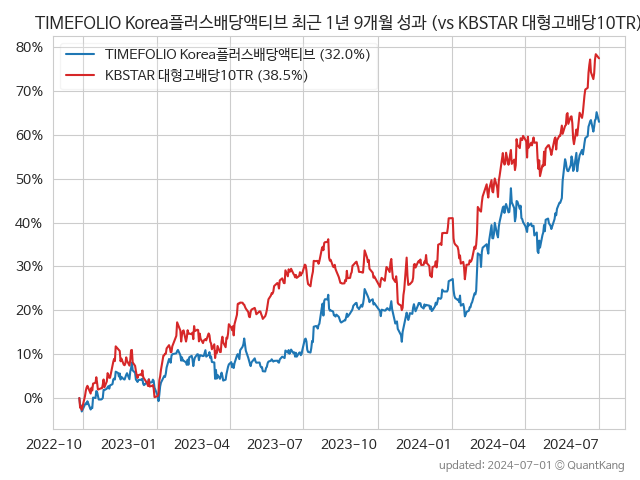 TIMEFOLIO Korea플러스배당액티브 최근 1년 9개월 성과 (vs KBSTAR 대형고배당10TR)
TIMEFOLIO Korea플러스배당액티브 (32.0%)
KBSTAR 대형고배당10TR (38.5%)
80%
70%
60%
50%
40%
30%
20%
10%
0%
2022-10 2023-01 2023-04 2023-07 2023-10 2024-01 2024-04 2024-07
updated: 2024-07-01 © QuantKang